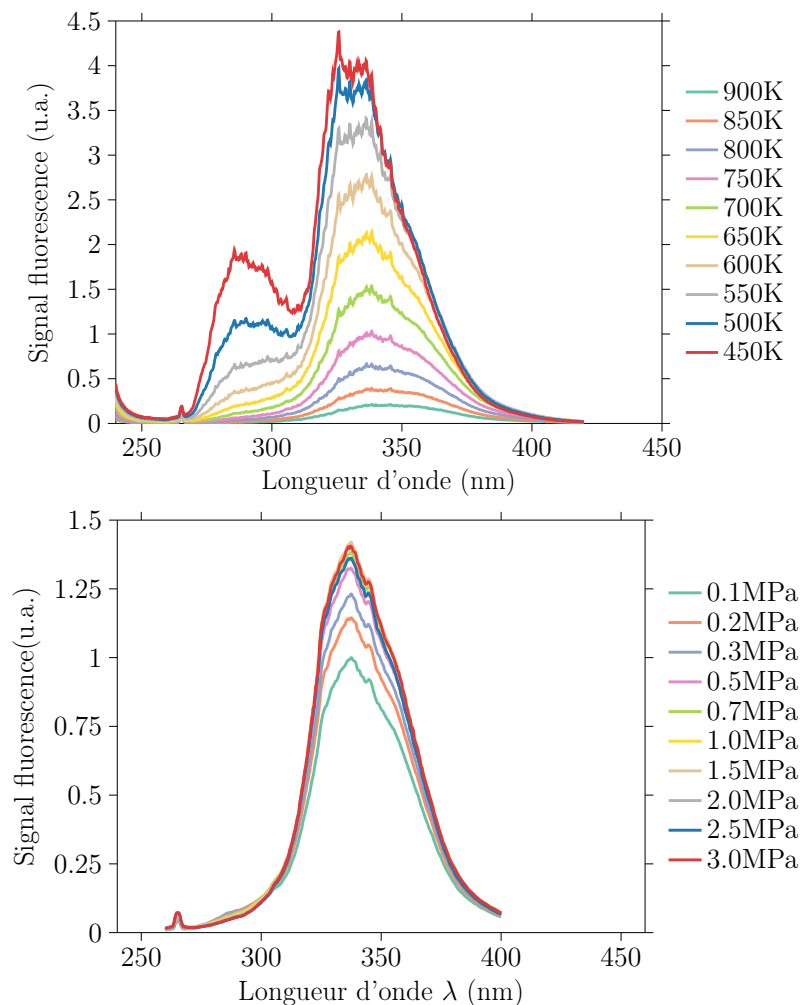 4.5
4
3.5
3
2.5
2
1.5
1
0.5
0
Signal fluorescence (u.a.)
250 300 350 400 450
Longueur d'onde (nm)
900K
850K
800K
750K
700K
650K
600K
550K
500K
450K
1.5
1.25
1
0.75
0.5
0.25
0
Signal fluorescence(u.a.)
250 300 350 400 450
Longueur d'onde λ (nm)
0.1MPa
0.2MPa
0.3MPa
0.5MPa
0.7MPa
1.0MPa
1.5MPa
2.0MPa
2.5MPa
3.0MPa